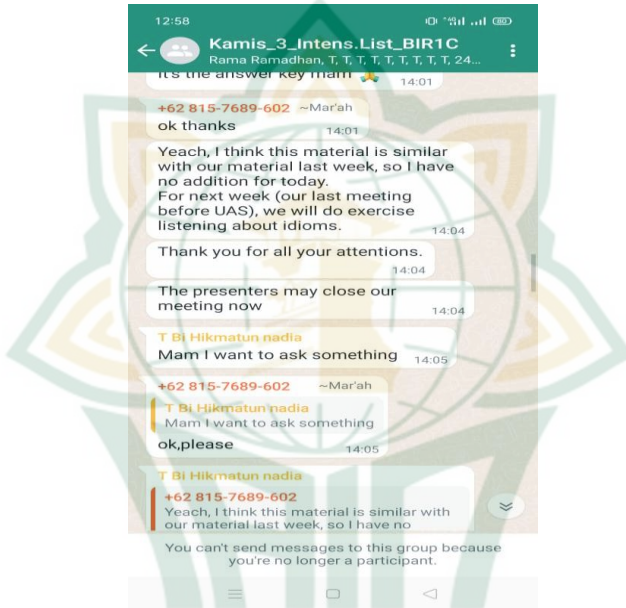 12:58
Kamis_3_Intens.List_BIR1C
Rama Ramadhan, T, T, T, T, T, T, T, T, T, 24...
It's the answer key mam 🙏 14:01
+62 815-7689-602 ~Mar'ah
ok thanks 14:01
Yeach, I think this material is similar
with our material last week, so I have
no addition for today.
For next week (our last meeting
before UAS), we will do exercise
listening about idioms. 14:04
Thank you for all your attentions.
14:04
The presenters may close our
meeting now 14:04
T Bi Hikmatun nadia
Mam I want to ask something 14:05
+62 815-7689-602 ~Mar'ah
T Bi Hikmatun nadia
Mam I want to ask something
ok,please 14:05
T Bi Hikmatun nadia
+62 815-7689-602
Yeach, I think this material is similar with
our material last week, so I have no
You can't send messages to this group because
you're no longer a participant.